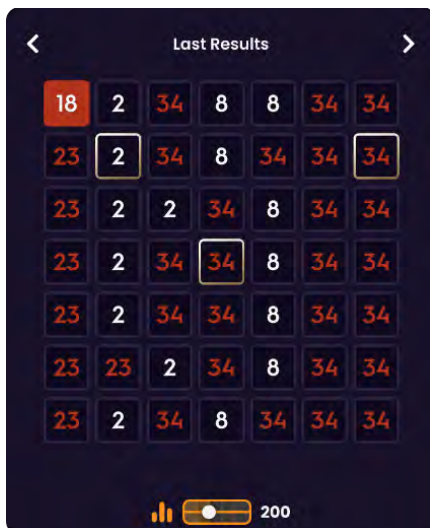 Last Results
18 2 34 8 8 34 34
23 2 34 8 34 34 34
23 2 2 34 8 34 34
23 2 34 34 8 34 34
23 2 34 34 8 34 34
23 23 2 34 8 34 34
23 2 34 8 34 34 34
200